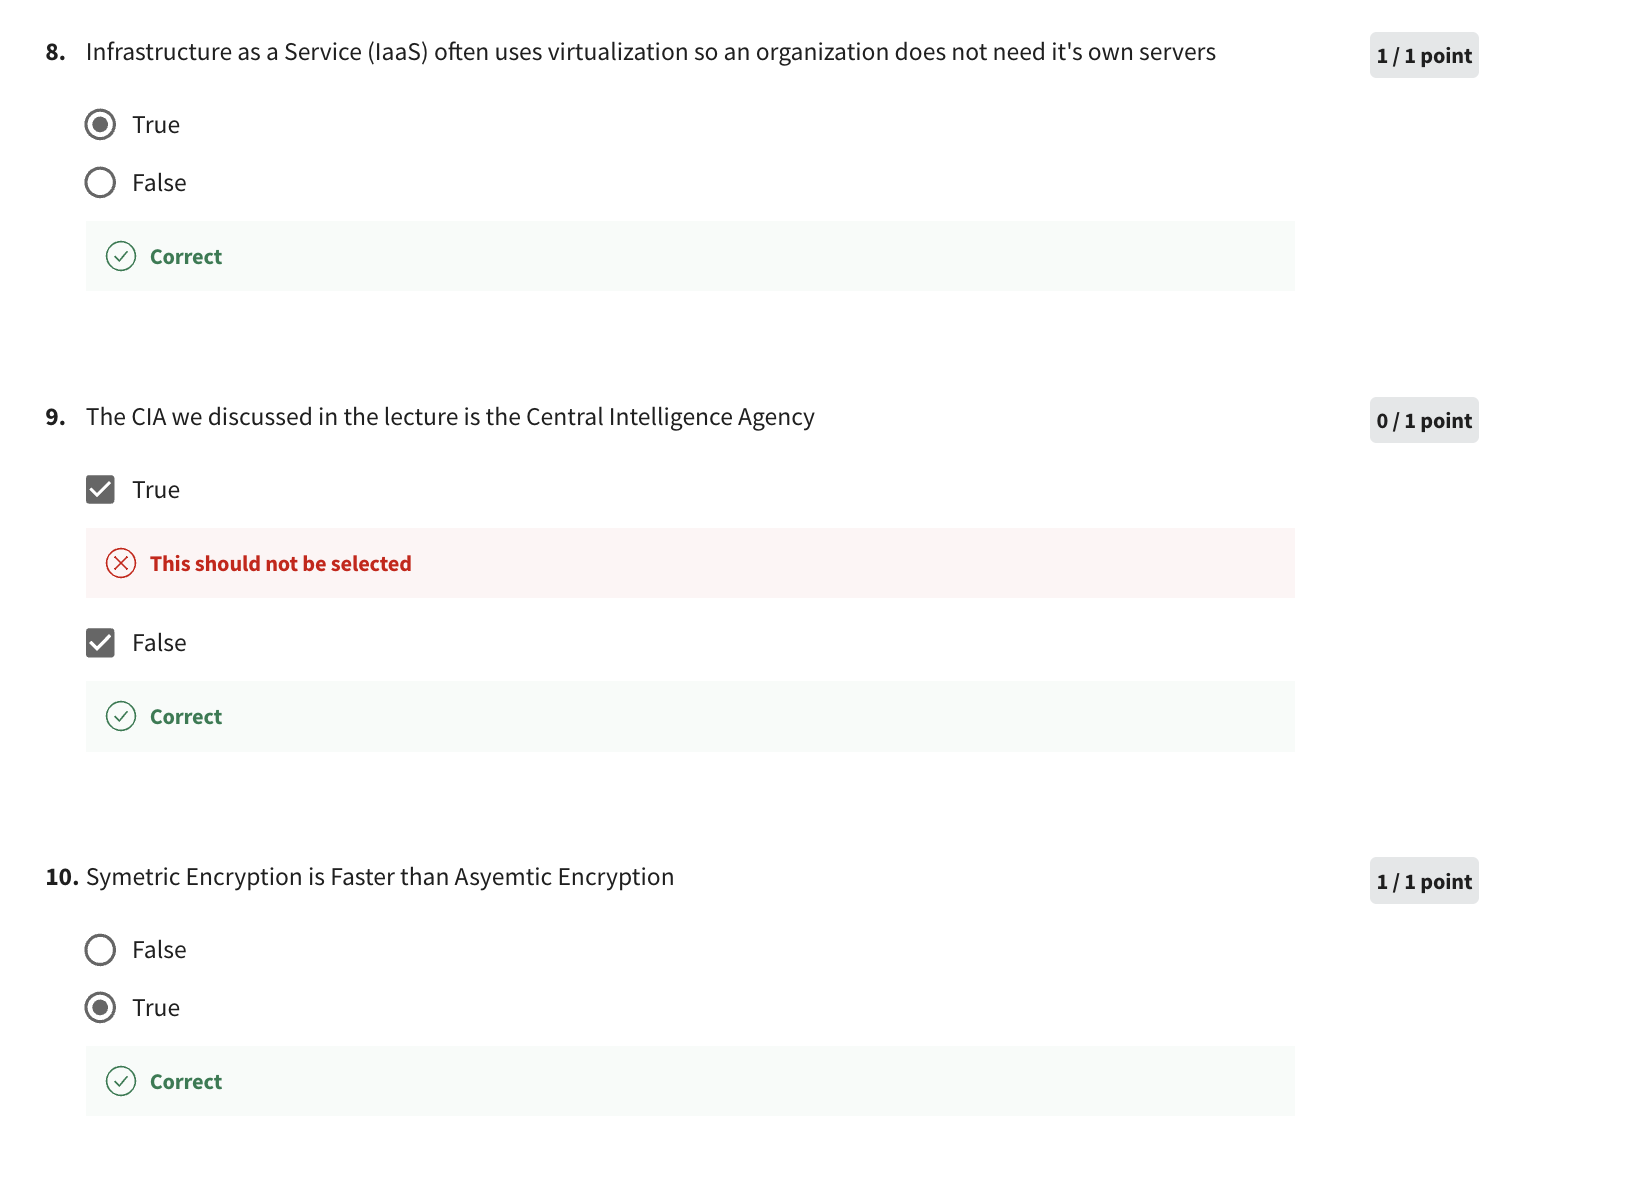 8. Infrastructure as a Service (IaaS) often uses virtualization so an organization does not need it's own servers
1 / 1 point
True
False
Correct
9. The CIA we discussed in the lecture is the Central Intelligence Agency
0 / 1 point
True
This should not be selected
False
Correct
10. Symetric Encryption is Faster than Asyemtic Encryption
1 / 1 point
False
True
Correct